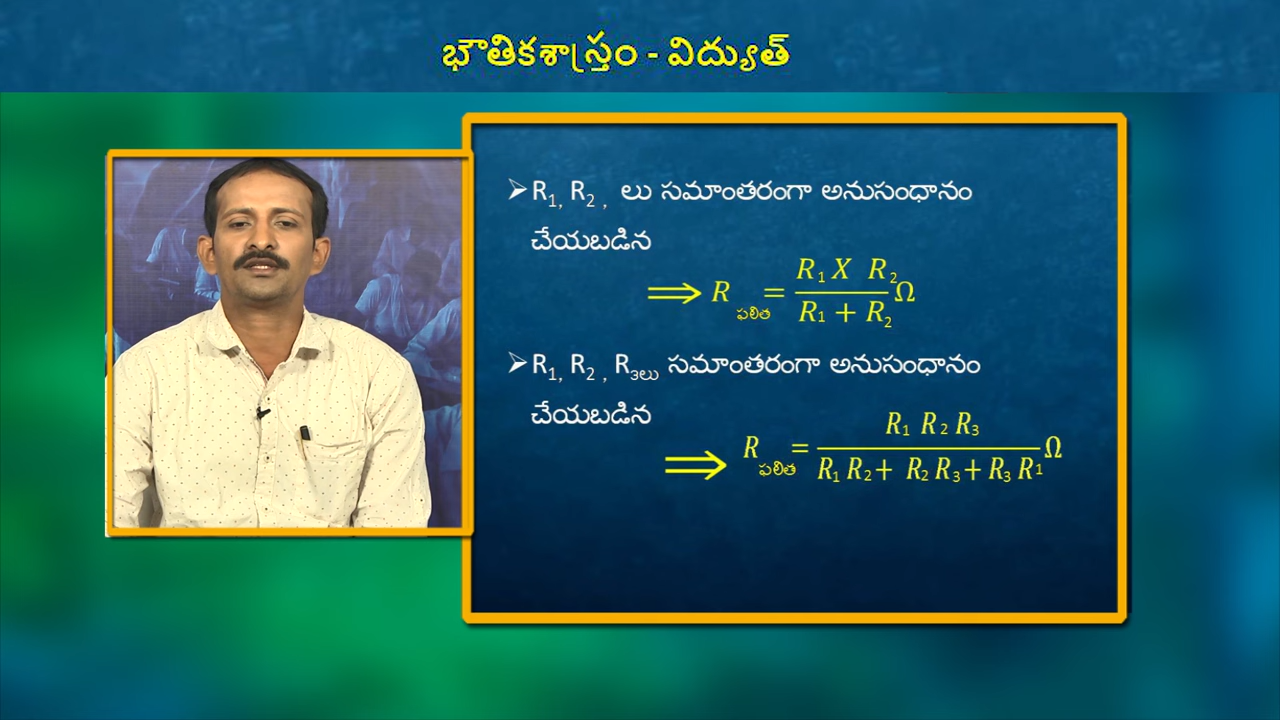 భౌతికశాస్త్రం - విద్యుత్
➢R₁, R₂ , లు సమాంతరంగా అనుసంధానం
చేయబడిన
⟹ R ఫలిత = (R₁ X R₂) / (R₁ + R₂) Ω
➢R₁, R₂ , R₃లు సమాంతరంగా అనుసంధానం
చేయబడిన
⟹ R ఫలిత = (R₁ R₂ R₃) / (R₁ R₂ + R₂ R₃ + R₃ R¹) Ω